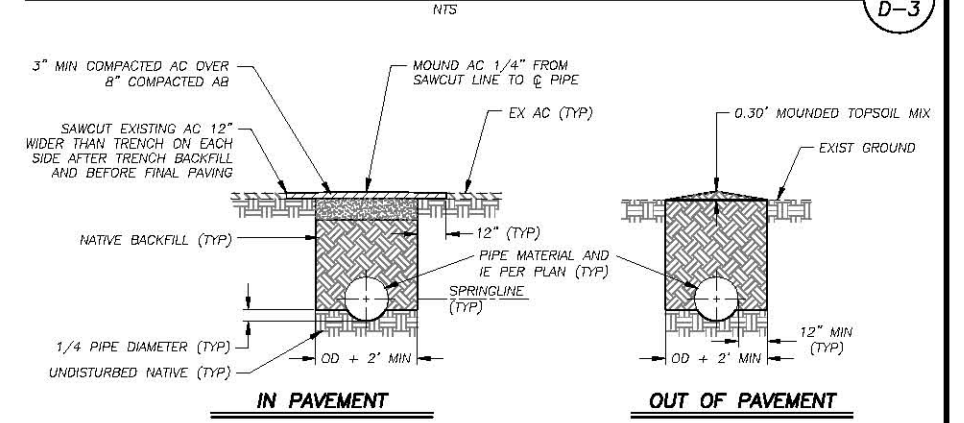 NTS
D-3
3" MIN COMPACTED AC OVER
8" COMPACTED AB
MOUND AC 1/4" FROM
SAWCUT LINE TO ℄ PIPE
EX AC (TYP)
SAWCUT EXISTING AC 12"
WIDER THAN TRENCH ON EACH
SIDE AFTER TRENCH BACKFILL
AND BEFORE FINAL PAVING
0.30' MOUNDED TOPSOIL MIX
EXIST GROUND
NATIVE BACKFILL (TYP)
12" (TYP)
PIPE MATERIAL AND
IE PER PLAN (TYP)
SPRINGLINE
(TYP)
1/4 PIPE DIAMETER (TYP)
UNDISTURBED NATIVE (TYP)
OD + 2' MIN
OD + 2' MIN
12" MIN
(TYP)
IN PAVEMENT
OUT OF PAVEMENT